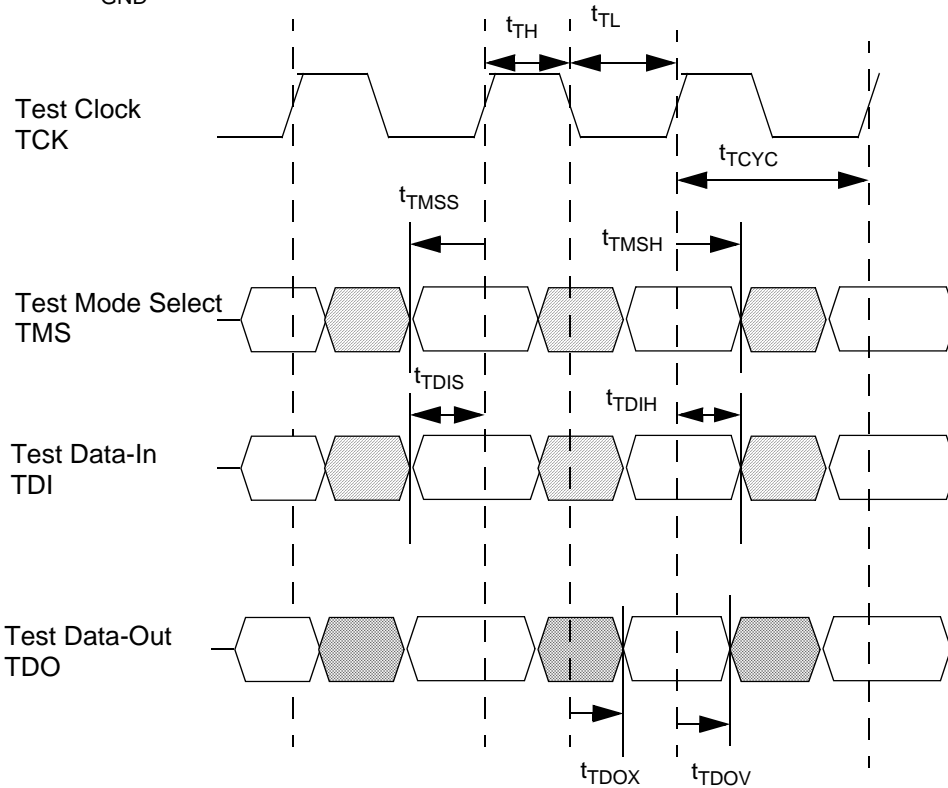 GND
tTH
tTL
Test Clock
TCK
tTCYC
tTMSS
tTMSH
Test Mode Select
TMS
tTDIS
tTDIH
Test Data-In
TDI
Test Data-Out
TDO
tTDOX
tTDOV